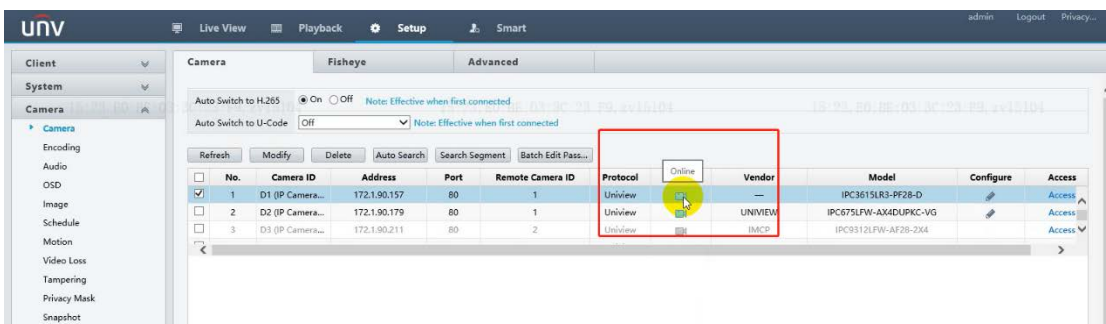 unv Live View Playback Setup Smart admin Logout Privacy...
Client
System
Camera
Camera
Encoding
Audio
OSD
Image
Schedule
Motion
Video Loss
Tampering
Privacy Mask
Snapshot
Camera Fisheye Advanced
Auto Switch to H.265 On Off Note: Effective when first connected
Auto Switch to U-Code Off Note: Effective when first connected
Refresh Modify Delete Auto Search Search Segment Batch Edit Pass...
Online
No. Camera ID Address Port Remote Camera ID Protocol Vendor Model Configure Access
1 D1 (IP Camera... 172.1.90.157 80 1 Uniview — IPC3615LR3-PF28-D Access
2 D2 (IP Camera... 172.1.90.179 80 1 Uniview UNIVIEW IPC675LFW-AX4DUPKC-VG Access
3 D3 (IP Camera... 172.1.90.211 80 2 Uniview IMCP IPC9312LFW-AF28-2X4 Access